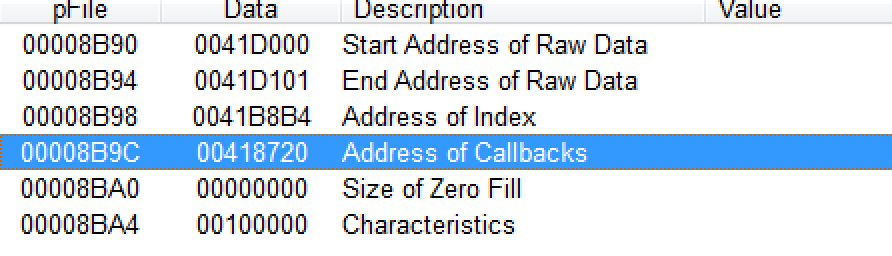 pFile Data Description Value
00008B90 0041D000 Start Address of Raw Data
00008B94 0041D101 End Address of Raw Data
00008B98 0041B8B4 Address of Index
00008B9C 00418720 Address of Callbacks
00008BA0 00000000 Size of Zero Fill
00008BA4 00100000 Characteristics